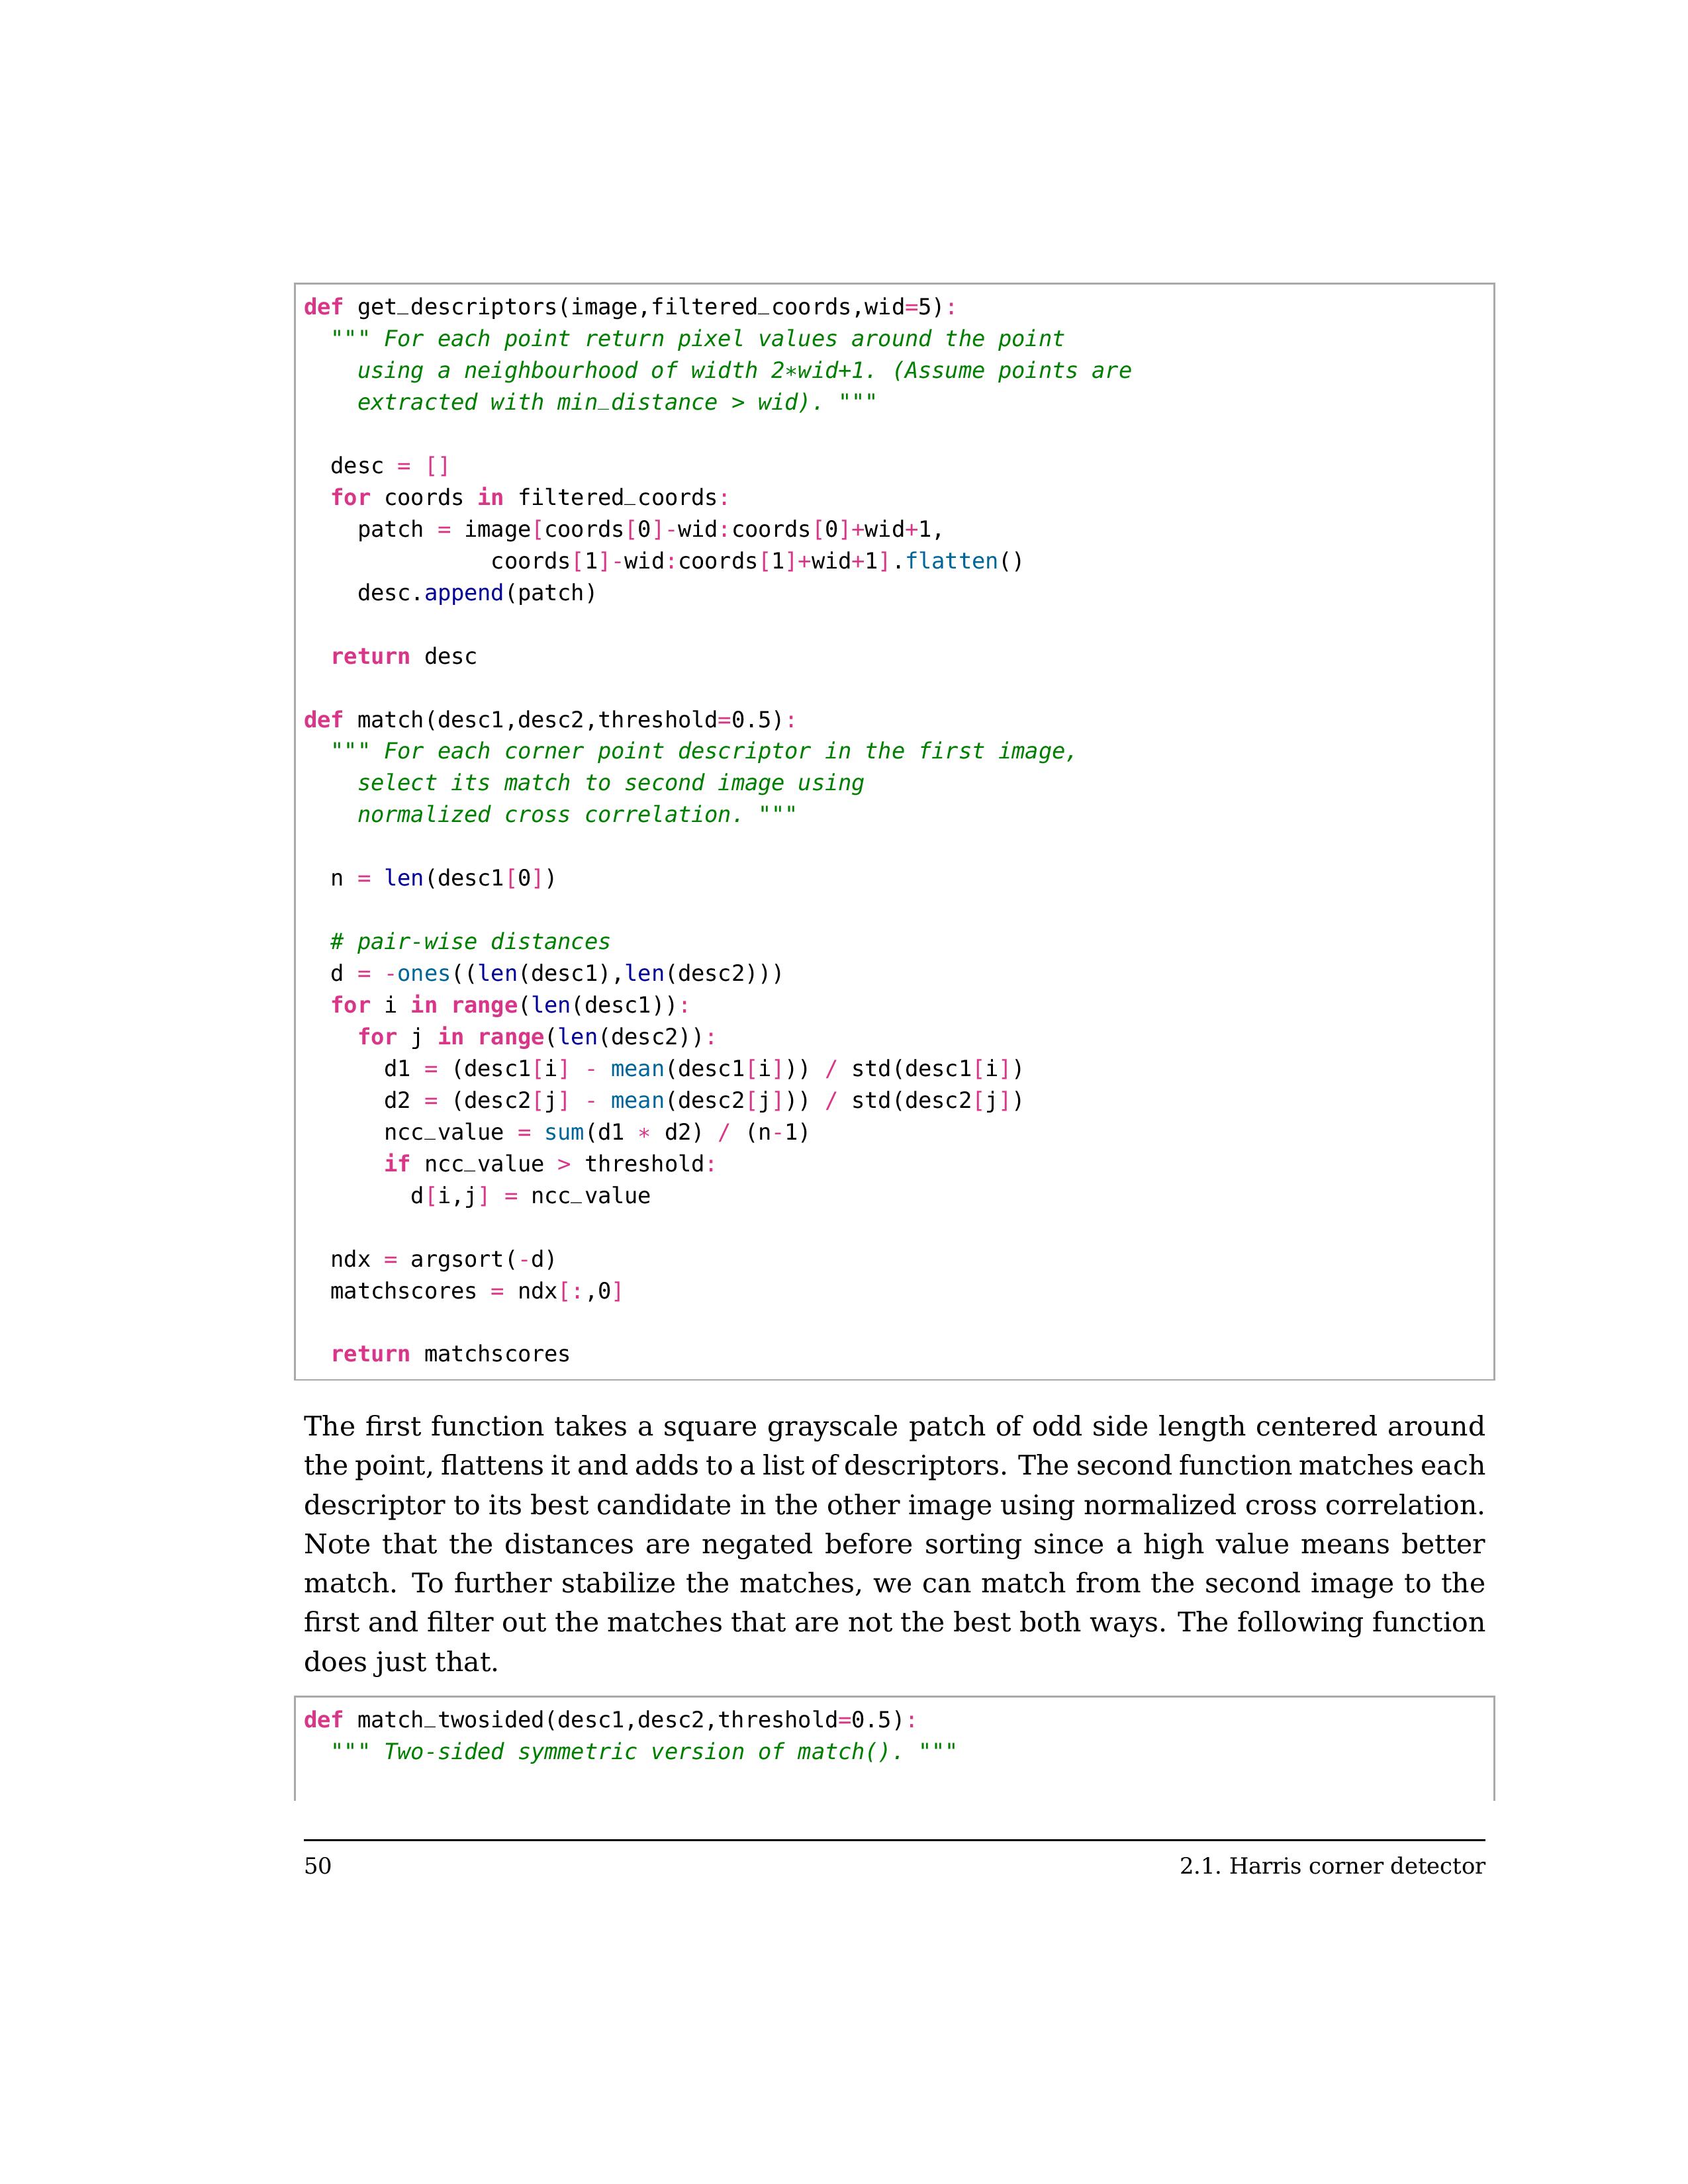 def get_descriptors(image,filtered_coords,wid=5):
  """ For each point return pixel values around the point
    using a neighbourhood of width 2*wid+1. (Assume points are
    extracted with min_distance > wid). """

  desc = []
  for coords in filtered_coords:
    patch = image[coords[0]-wid:coords[0]+wid+1,
              coords[1]-wid:coords[1]+wid+1].flatten()
    desc.append(patch)

  return desc

def match(desc1,desc2,threshold=0.5):
  """ For each corner point descriptor in the first image,
    select its match to second image using
    normalized cross correlation. """

  n = len(desc1[0])

  # pair-wise distances
  d = -ones((len(desc1),len(desc2)))
  for i in range(len(desc1)):
    for j in range(len(desc2)):
      d1 = (desc1[i] - mean(desc1[i])) / std(desc1[i])
      d2 = (desc2[j] - mean(desc2[j])) / std(desc2[j])
      ncc_value = sum(d1 * d2) / (n-1)
      if ncc_value > threshold:
        d[i,j] = ncc_value

  ndx = argsort(-d)
  matchscores = ndx[:,0]

  return matchscores
The first function takes a square grayscale patch of odd side length centered around
the point, flattens it and adds to a list of descriptors. The second function matches each
descriptor to its best candidate in the other image using normalized cross correlation.
Note that the distances are negated before sorting since a high value means better
match. To further stabilize the matches, we can match from the second image to the
first and filter out the matches that are not the best both ways. The following function
does just that.
def match_twosided(desc1,desc2,threshold=0.5):
  """ Two-sided symmetric version of match(). """
50 2.1. Harris corner detector